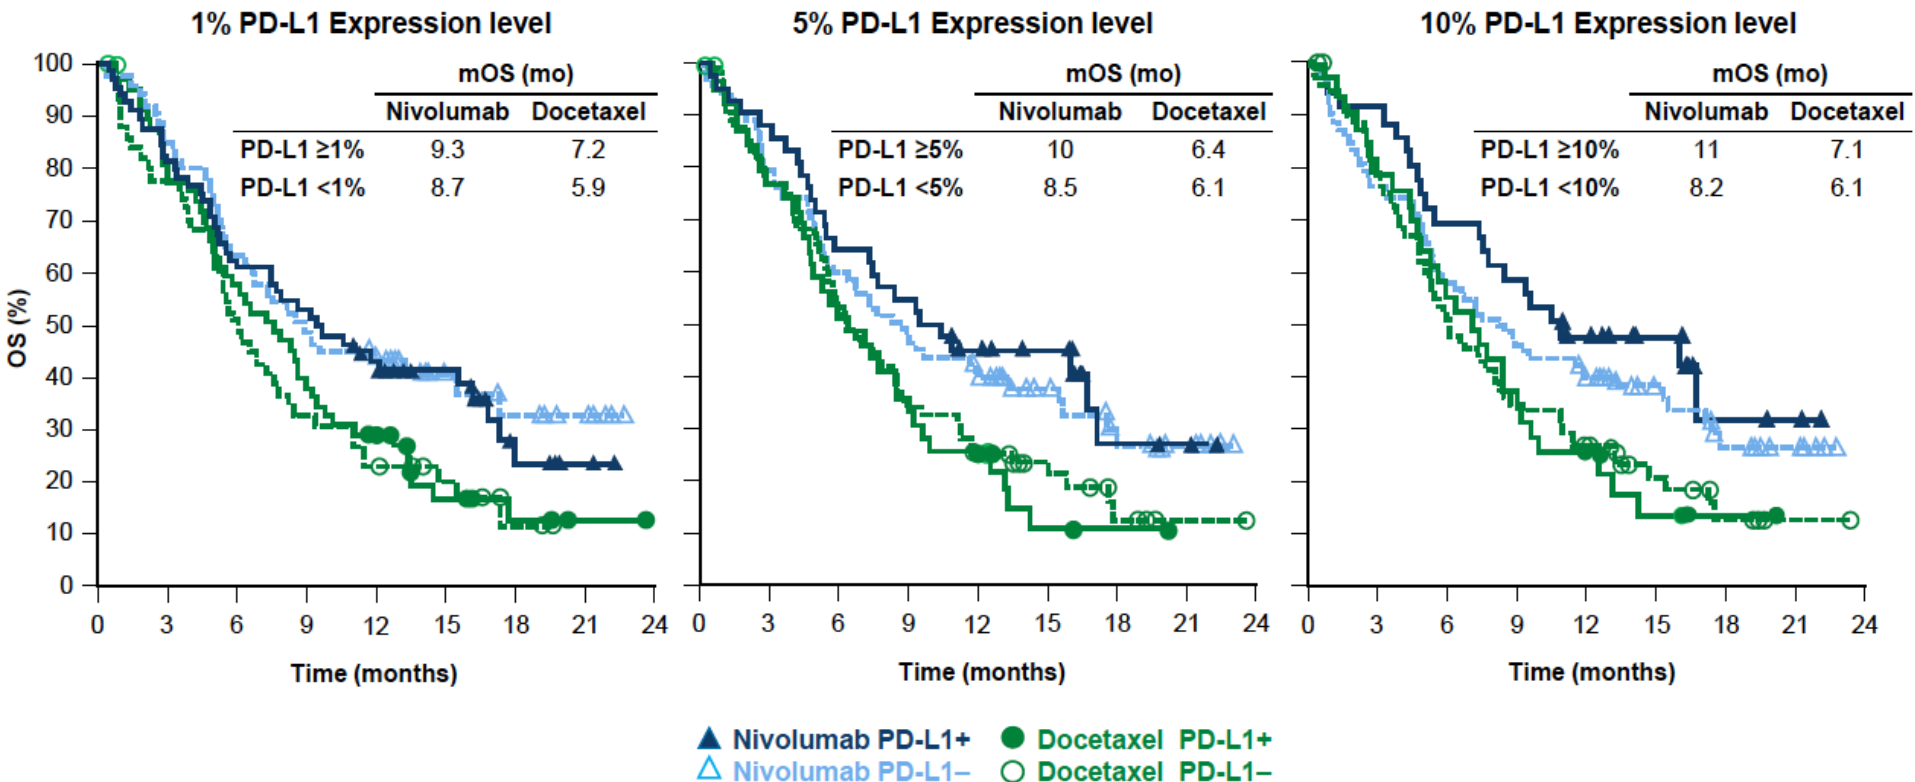 1% PD-L1 Expression level
5% PD-L1 Expression level
10% PD-L1 Expression level
OS (%)
100
90
80
70
60
50
40
30
20
10
0
mOS (mo)
Nivolumab Docetaxel
PD-L1 ≥1% 9.3 7.2
PD-L1 <1% 8.7 5.9
0 3 6 9 12 15 18 21 24
Time (months)
mOS (mo)
Nivolumab Docetaxel
PD-L1 ≥5% 10 6.4
PD-L1 <5% 8.5 6.1
0 3 6 9 12 15 18 21 24
Time (months)
mOS (mo)
Nivolumab Docetaxel
PD-L1 ≥10% 11 7.1
PD-L1 <10% 8.2 6.1
0 3 6 9 12 15 18 21 24
Time (months)
Nivolumab PD-L1+ Docetaxel PD-L1+
Nivolumab PD-L1– Docetaxel PD-L1–